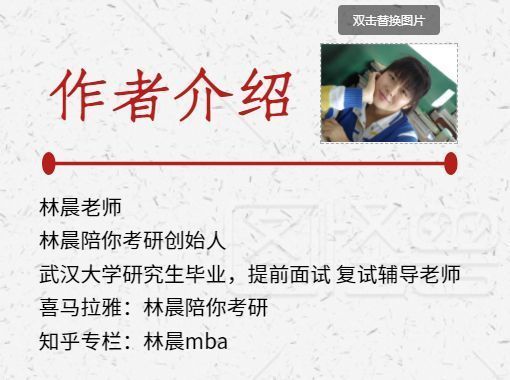 双击替换图片
作者介绍
林晨老师
林晨陪你考研创始人
武汉大学研究生毕业，提前面试 复试辅导老师
喜马拉雅：林晨陪你考研
知乎专栏：林晨mba